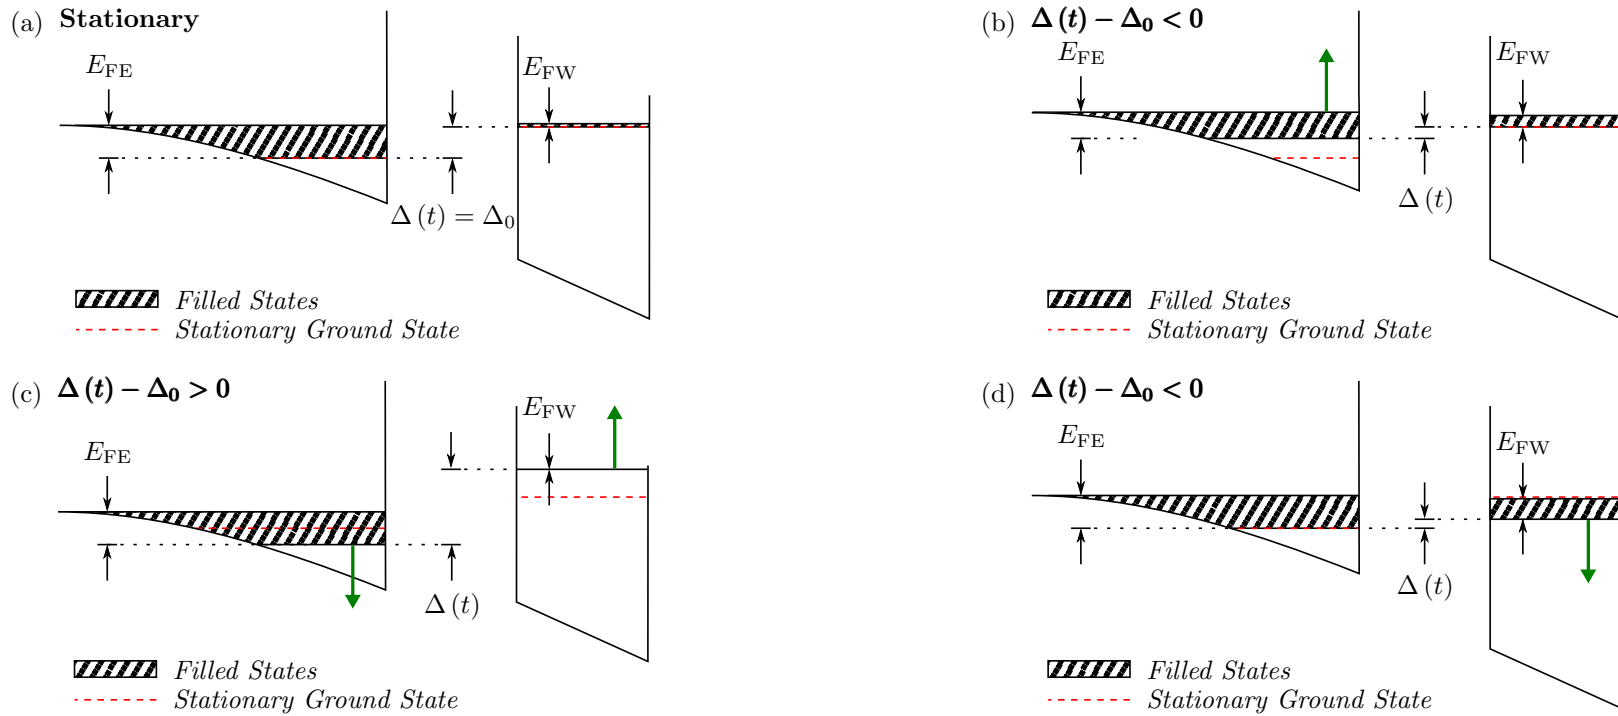 (a) Stationary
E_FE
E_FW
Δ (t) = Δ_0
Filled States
Stationary Ground State
(b) Δ (t) − Δ_0 < 0
E_FE
E_FW
Δ (t)
Filled States
Stationary Ground State
(c) Δ (t) − Δ_0 > 0
E_FW
E_FE
Δ (t)
Filled States
Stationary Ground State
(d) Δ (t) − Δ_0 < 0
E_FE
E_FW
Δ (t)
Filled States
Stationary Ground State